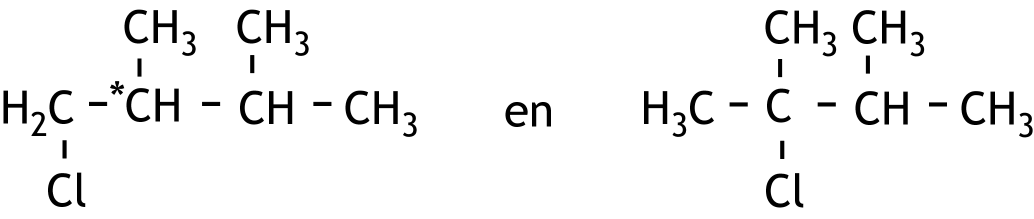 CH3 CH3 CH3 CH3
H2C – *CH – CH – CH3 en H3C – C – CH – CH3
Cl Cl